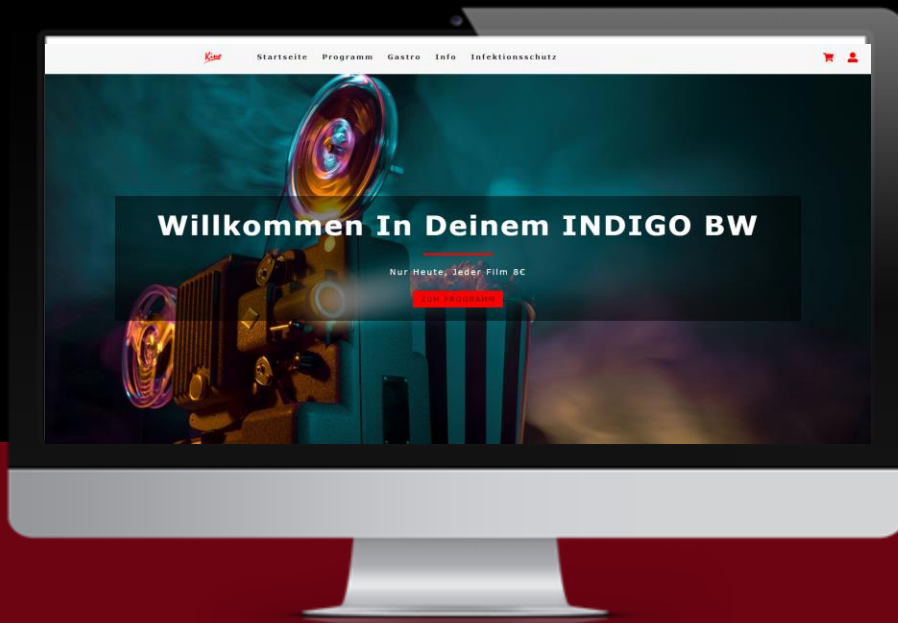 Kino
Startseite Programm Gastro Info Infektionsschutz
Willkommen In Deinem INDIGO BW
Nur Heute, Jeder Film 8€
ZUM PROGRAMM